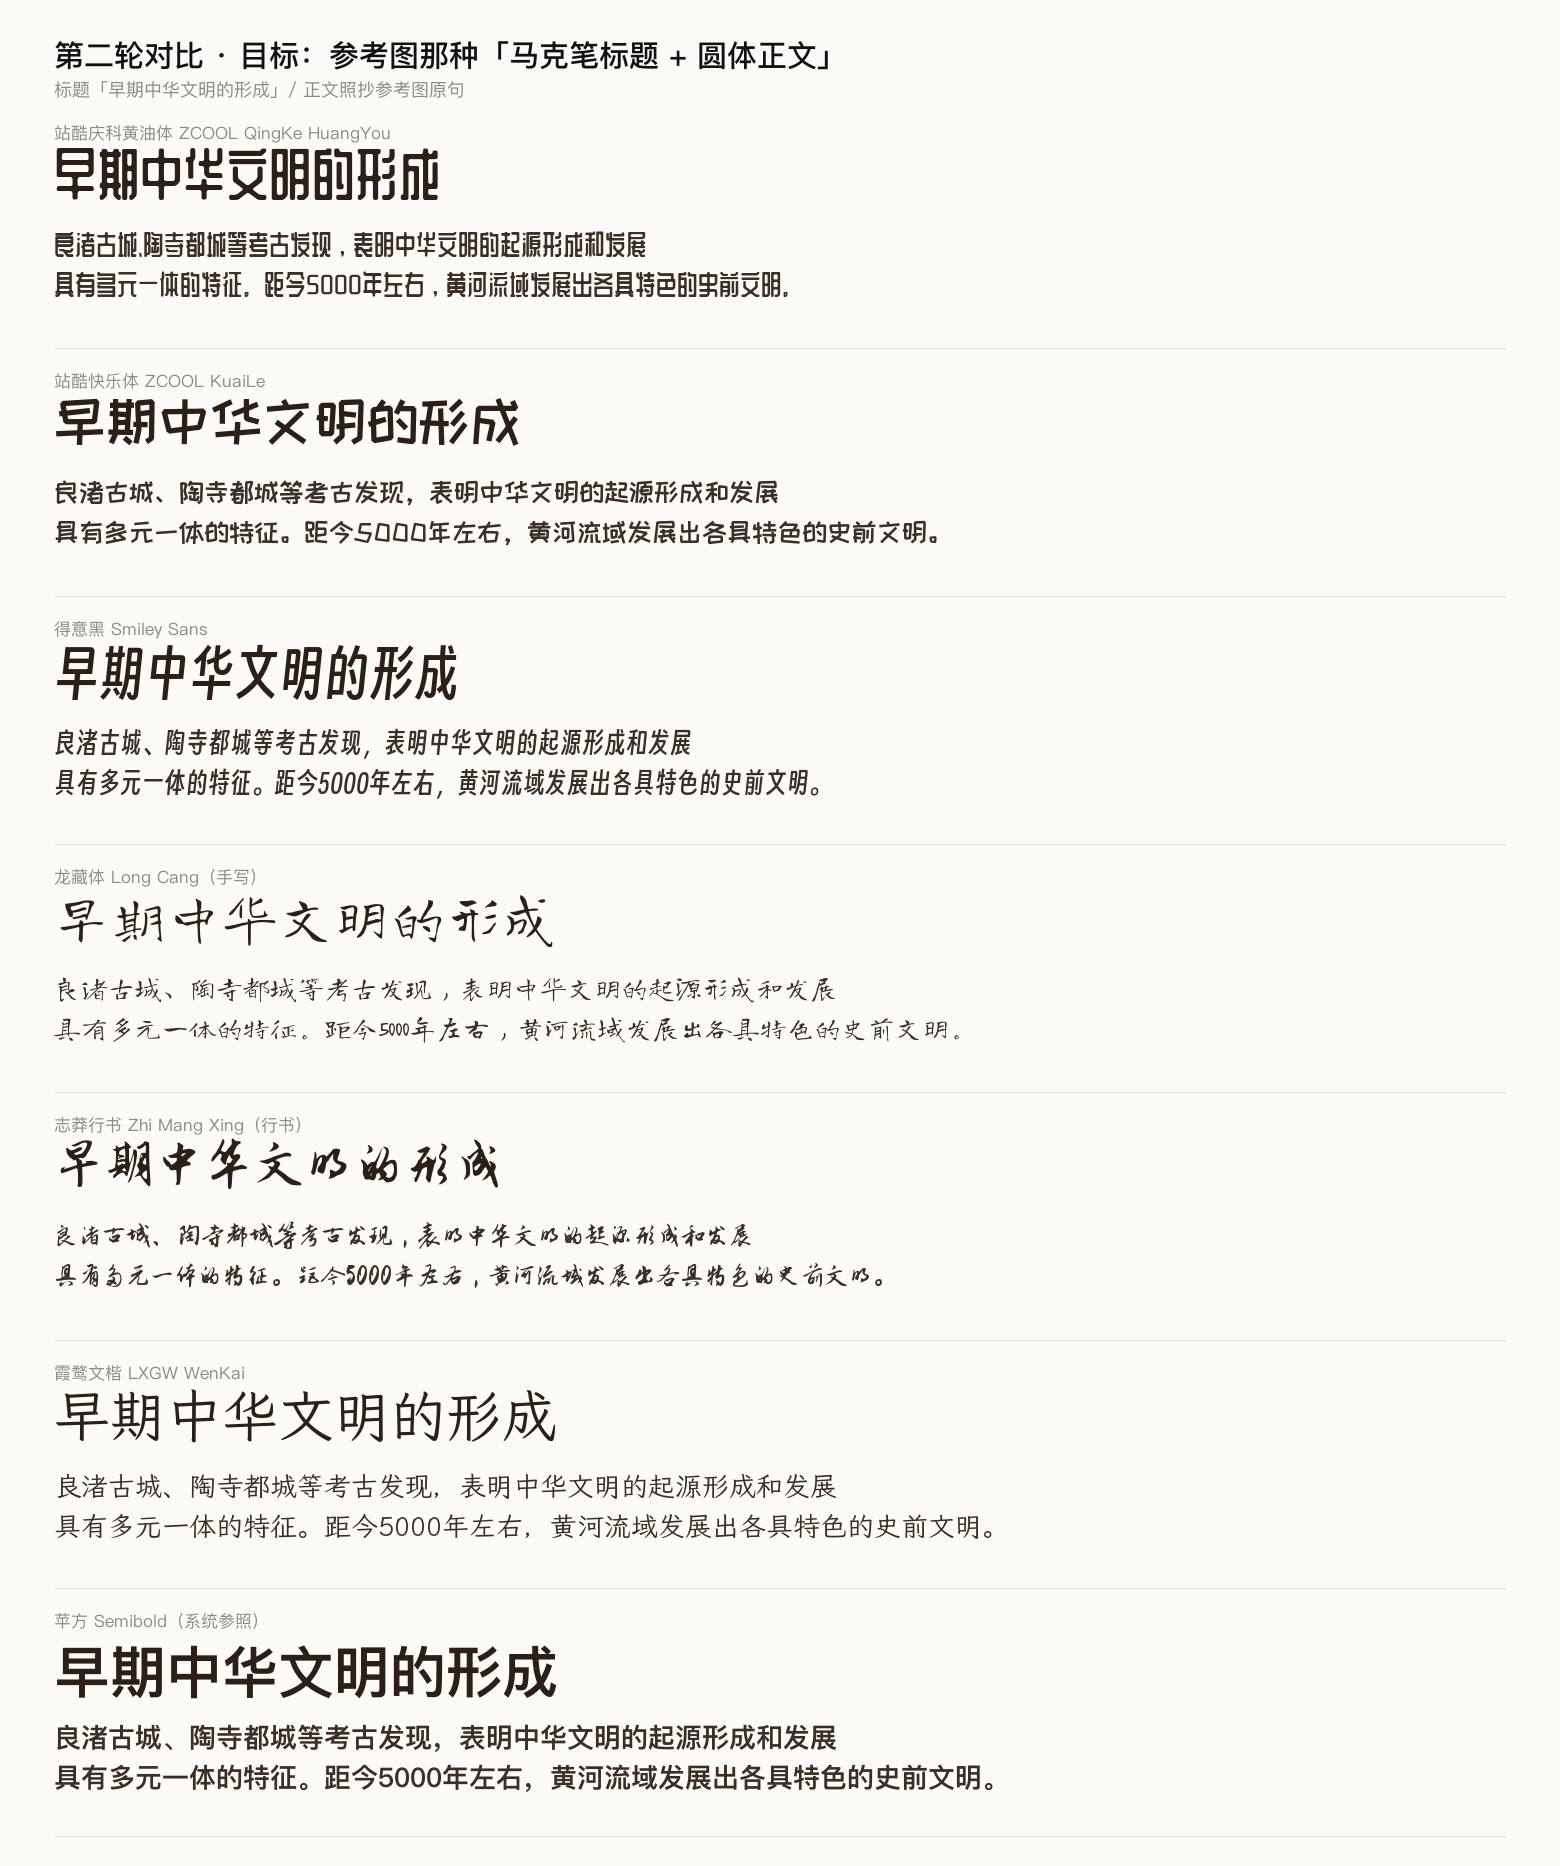 第二轮对比 · 目标：参考图那种「马克笔标题 + 圆体正文」
标题「早期中华文明的形成」/ 正文照抄参考图原句
站酷庆科黄油体 ZCOOL QingKe HuangYou
早期中华文明的形成
良渚古城、陶寺都城等考古发现，表明中华文明的起源形成和发展
具有多元一体的特征。距今5000年左右，黄河流域发展出各具特色的史前文明。
站酷快乐体 ZCOOL KuaiLe
早期中华文明的形成
良渚古城、陶寺都城等考古发现，表明中华文明的起源形成和发展
具有多元一体的特征。距今5000年左右，黄河流域发展出各具特色的史前文明。
得意黑 Smiley Sans
早期中华文明的形成
良渚古城、陶寺都城等考古发现，表明中华文明的起源形成和发展
具有多元一体的特征。距今5000年左右，黄河流域发展出各具特色的史前文明。
龙藏体 Long Cang（手写）
早期中华文明的形成
良渚古城、陶寺都城等考古发现，表明中华文明的起源形成和发展
具有多元一体的特征。距今5000年左右，黄河流域发展出各具特色的史前文明。
志莽行书 Zhi Mang Xing（行书）
早期中华文明的形成
良渚古城、陶寺都城等考古发现，表明中华文明的起源形成和发展
具有多元一体的特征。距今5000年左右，黄河流域发展出各具特色的史前文明。
霞鹜文楷 LXGW WenKai
早期中华文明的形成
良渚古城、陶寺都城等考古发现，表明中华文明的起源形成和发展
具有多元一体的特征。距今5000年左右，黄河流域发展出各具特色的史前文明。
苹方 Semibold（系统参照）
早期中华文明的形成
良渚古城、陶寺都城等考古发现，表明中华文明的起源形成和发展
具有多元一体的特征。距今5000年左右，黄河流域发展出各具特色的史前文明。